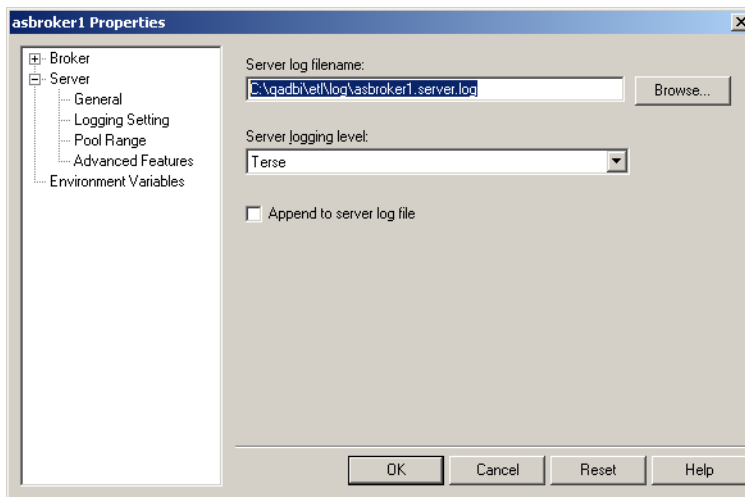 asbroker1 Properties
Broker
Server
General
Logging Setting
Pool Range
Advanced Features
Environment Variables
Server log filename:
C:\qadbi\etl\log\asbroker1.server.log
Browse...
Server logging level:
Terse
Append to server log file
OK
Cancel
Reset
Help